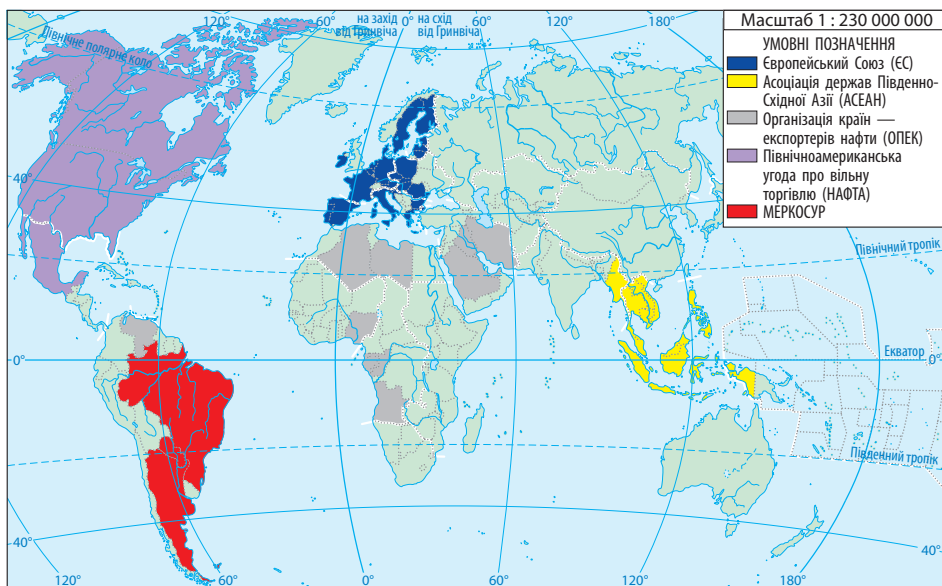 120°
60°
на захід
від Гринвіча
0°
на схід
від Гринвіча
60°
120°
180°
Масштаб 1 : 230 000 000
УМОВНІ ПОЗНАЧЕННЯ
Європейський Союз (ЄС)
Асоціація держав Південно-
Східної Азії (АСЕАН)
Організація країн —
експортерів нафти (ОПЕК)
Північноамериканська
угода про вільну
торгівлю (НАФТА)
МЕРКОСУР
Північне полярне коло
40°
40°
Північний тропік
0°
Екватор
0°
Південний тропік
40°
40°
120°
60°
0°
60°
120°
180°